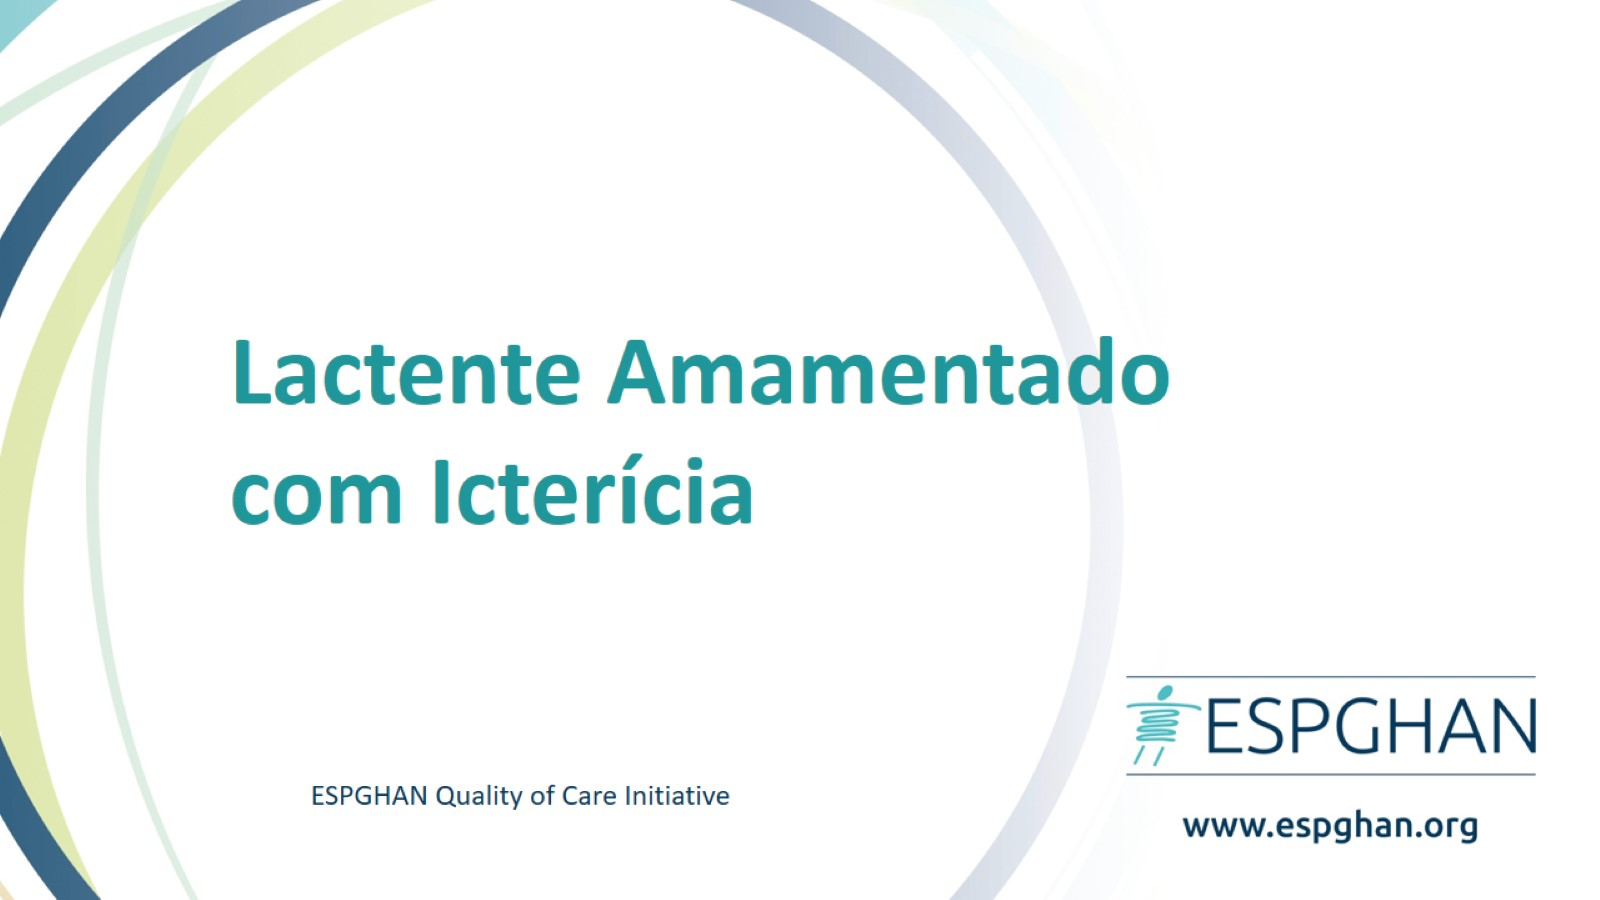 Lactente Amamentado
com Icterícia
ESPGHAN
ESPGHAN Quality of Care Initiative
www.espghan.org